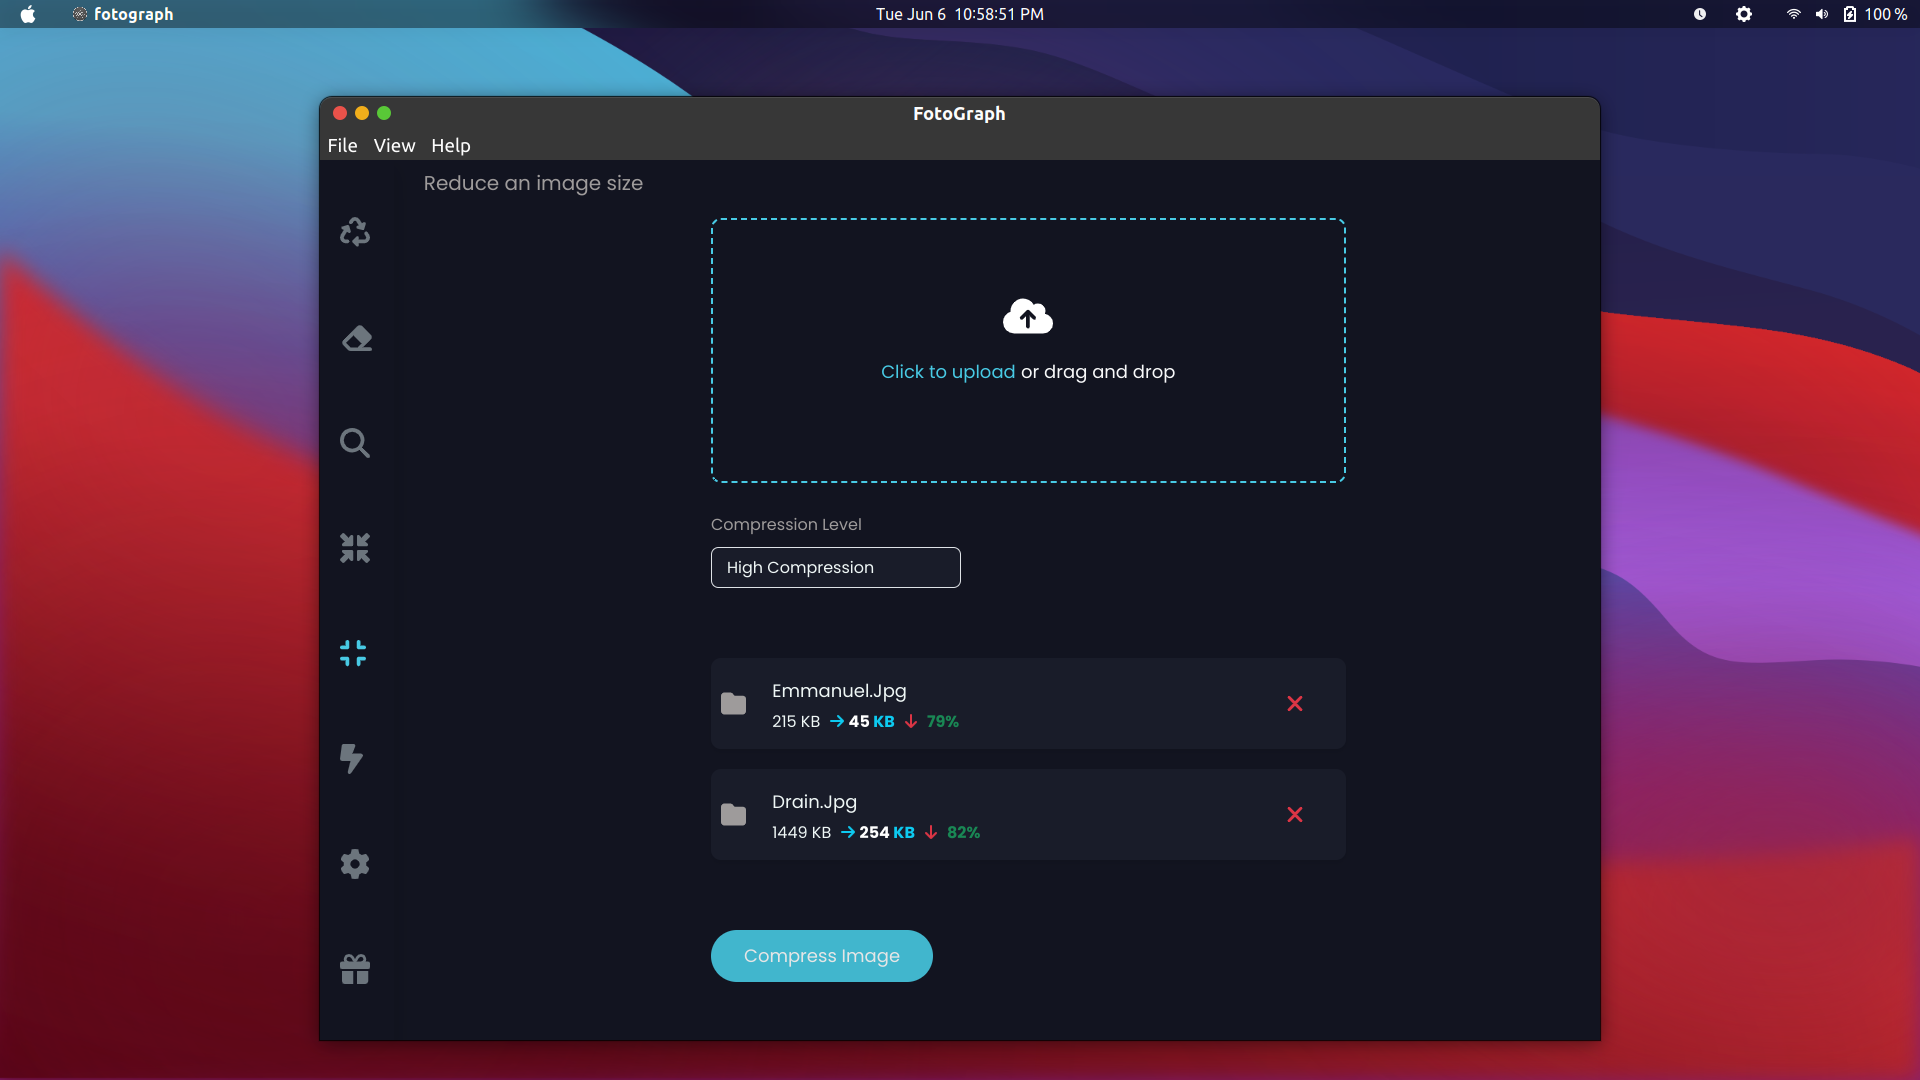 fotograph
Tue Jun 6 10:58:51 PM
100 %
FotoGraph
File View Help
Reduce an image size
Click to upload or drag and drop
Compression Level
High Compression
Emmanuel.Jpg
215 KB → 45 KB ↓ 79%
Drain.Jpg
1449 KB → 254 KB ↓ 82%
Compress Image